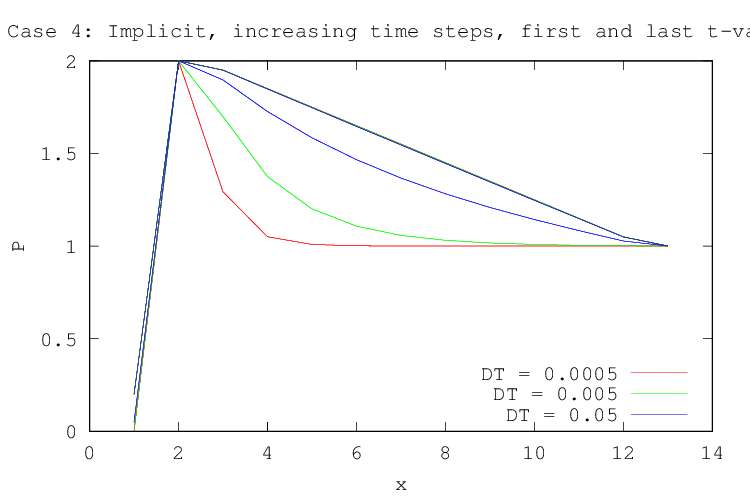 Case 4: Implicit, increasing time steps, first and last t-va
2
1.5
1
0.5
0
P
0 2 4 6 8 10 12 14
x
DT = 0.0005
DT = 0.005
DT = 0.05